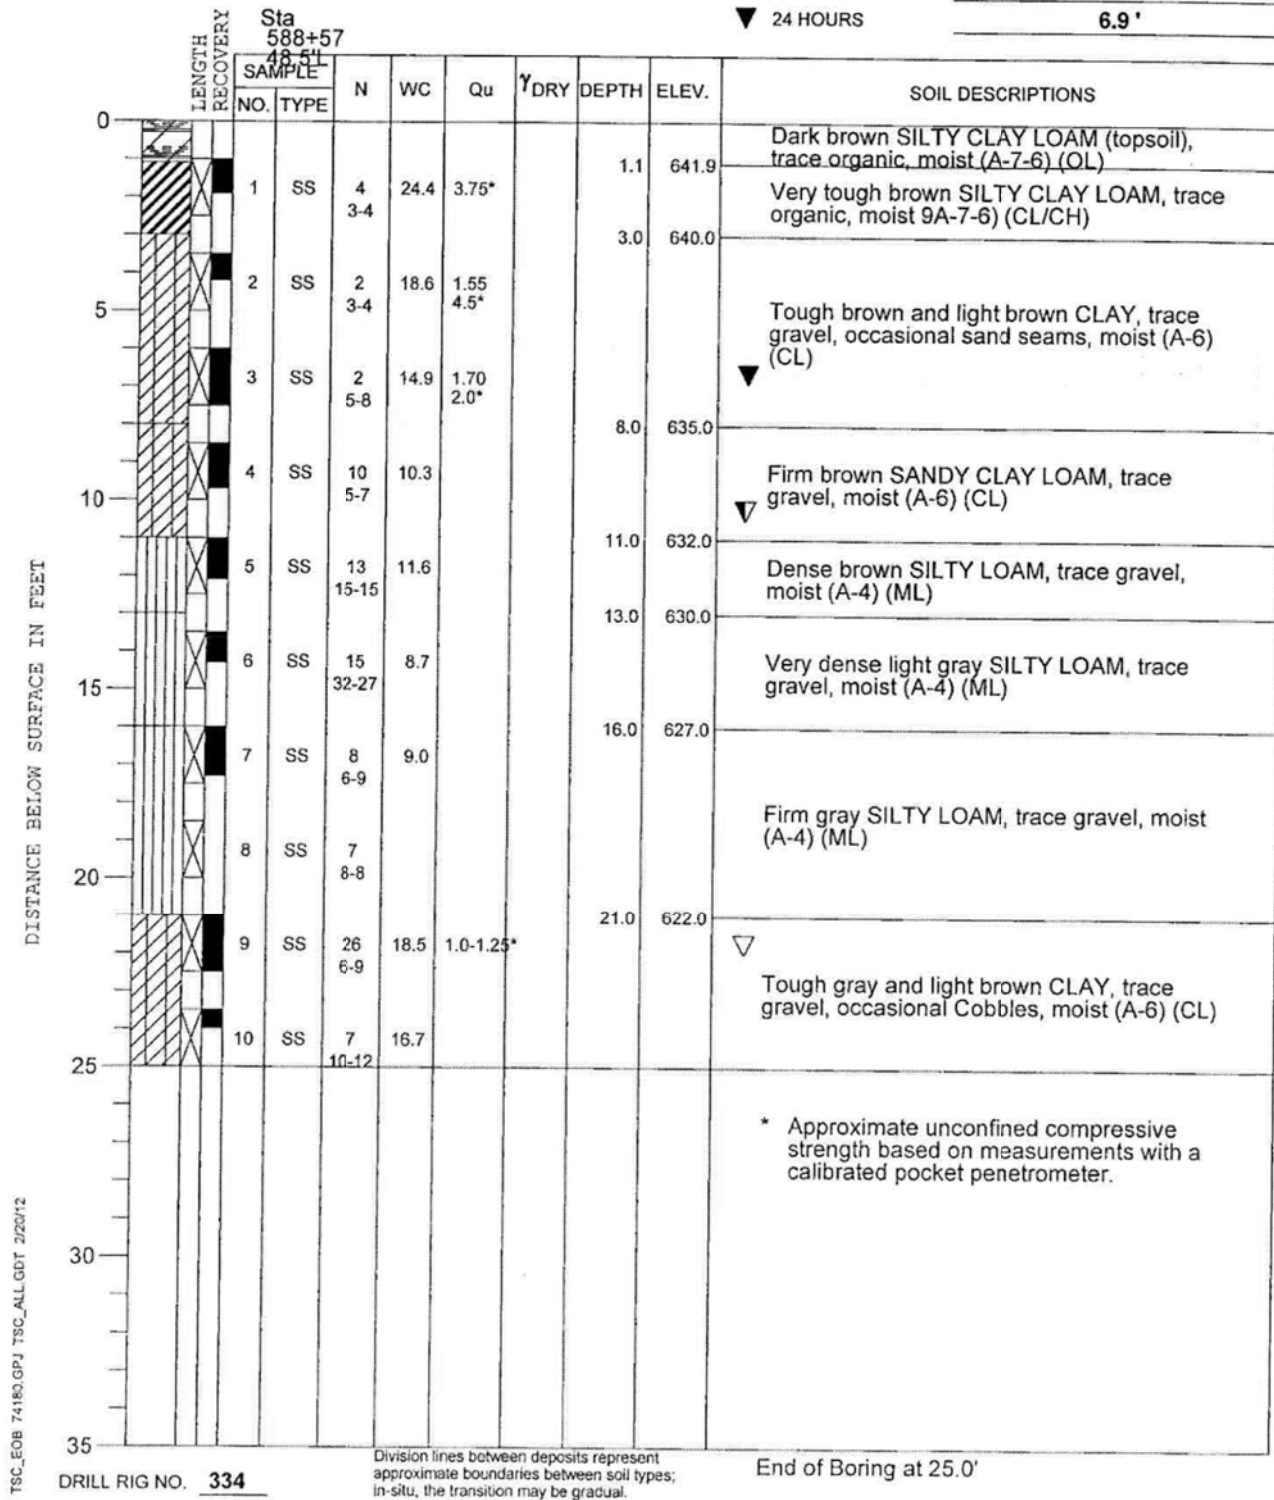 ▼ 24 HOURS 6.9'
Sta
588+57
48.5'L
LENGTH
RECOVERY
SAMPLE
NO. TYPE N WC Qu γDRY DEPTH ELEV. SOIL DESCRIPTIONS
0
Dark brown SILTY CLAY LOAM (topsoil),
trace organic, moist (A-7-6) (OL)
1.1 641.9
1 SS 4 24.4 3.75*
3-4
Very tough brown SILTY CLAY LOAM, trace
organic, moist 9A-7-6) (CL/CH)
3.0 640.0
2 SS 2 18.6 1.55
3-4 4.5*
5
Tough brown and light brown CLAY, trace
gravel, occasional sand seams, moist (A-6)
(CL)
3 SS 2 14.9 1.70
5-8 2.0*
8.0 635.0
4 SS 10 10.3
5-7
Firm brown SANDY CLAY LOAM, trace
gravel, moist (A-6) (CL)
10
11.0 632.0
5 SS 13 11.6
15-15
Dense brown SILTY LOAM, trace gravel,
moist (A-4) (ML)
13.0 630.0
6 SS 15 8.7
32-27
Very dense light gray SILTY LOAM, trace
gravel, moist (A-4) (ML)
15
16.0 627.0
7 SS 8 9.0
6-9
Firm gray SILTY LOAM, trace gravel, moist
(A-4) (ML)
8 SS 7
8-8
20
21.0 622.0
9 SS 26 18.5 1.0-1.25*
6-9
Tough gray and light brown CLAY, trace
gravel, occasional Cobbles, moist (A-6) (CL)
10 SS 7 16.7
10-12
25
* Approximate unconfined compressive
strength based on measurements with a
calibrated pocket penetrometer.
30
35
DISTANCE BELOW SURFACE IN FEET
TSC_EOB 74180.GPJ TSC_ALL.GDT 2/20/12
DRILL RIG NO. 334
Division lines between deposits represent
approximate boundaries between soil types;
in-situ, the transition may be gradual.
End of Boring at 25.0'